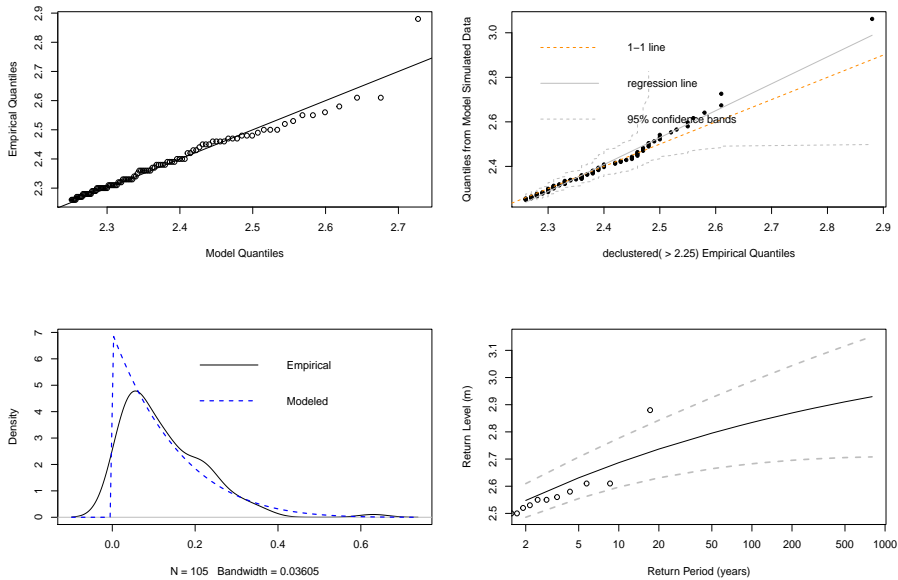 Empirical Quantiles
2.3 2.4 2.5 2.6 2.7 2.8 2.9
2.3 2.4 2.5 2.6 2.7
Model Quantiles
Quantiles from Model Simulated Data
2.4 2.6 2.8 3.0
1−1 line
regression line
95% confidence bands
2.3 2.4 2.5 2.6 2.7 2.8 2.9
declustered( > 2.25) Empirical Quantiles
Density
0 1 2 3 4 5 6 7
Empirical
Modeled
0.0 0.2 0.4 0.6
N = 105 Bandwidth = 0.03605
Return Level (m)
2.5 2.6 2.7 2.8 2.9 3.0 3.1
2 5 10 20 50 100 200 500 1000
Return Period (years)